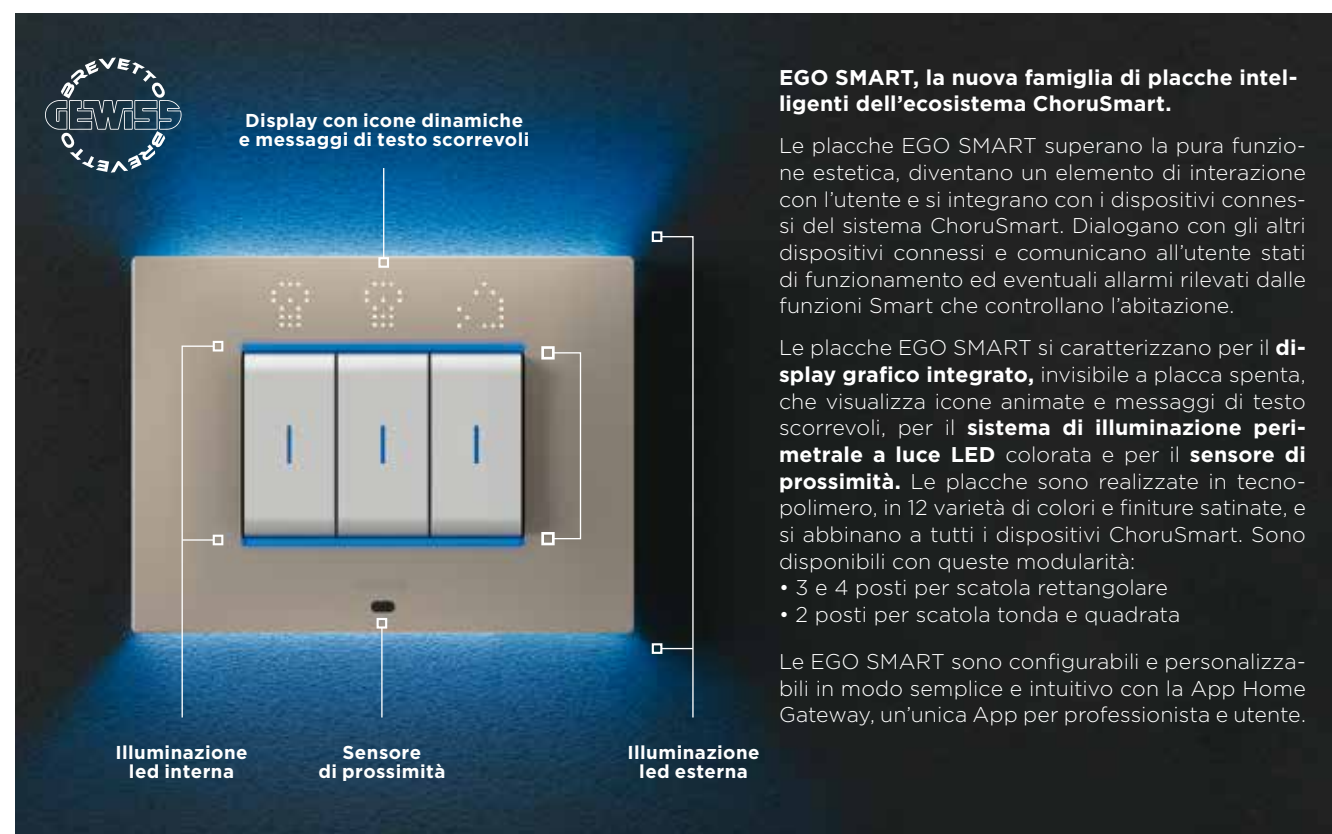 BREVETTO
GEWISS
BREVETTO
Display con icone dinamiche
e messaggi di testo scorrevoli
Illuminazione
led interna
Sensore
di prossimità
Illuminazione
led esterna
EGO SMART, la nuova famiglia di placche intel-
ligenti dell’ecosistema ChoruSmart.
Le placche EGO SMART superano la pura funzio-
ne estetica, diventano un elemento di interazione
con l’utente e si integrano con i dispositivi connes-
si del sistema ChoruSmart. Dialogano con gli altri
dispositivi connessi e comunicano all’utente stati
di funzionamento ed eventuali allarmi rilevati dalle
funzioni Smart che controllano l’abitazione.
Le placche EGO SMART si caratterizzano per il di-
splay grafico integrato, invisibile a placca spenta,
che visualizza icone animate e messaggi di testo
scorrevoli, per il sistema di illuminazione peri-
metrale a luce LED colorata e per il sensore di
prossimità. Le placche sono realizzate in tecno-
polimero, in 12 varietà di colori e finiture satinate, e
si abbinano a tutti i dispositivi ChoruSmart. Sono
disponibili con queste modularità:
• 3 e 4 posti per scatola rettangolare
• 2 posti per scatola tonda e quadrata
Le EGO SMART sono configurabili e personalizza-
bili in modo semplice e intuitivo con la App Home
Gateway, un’unica App per professionista e utente.